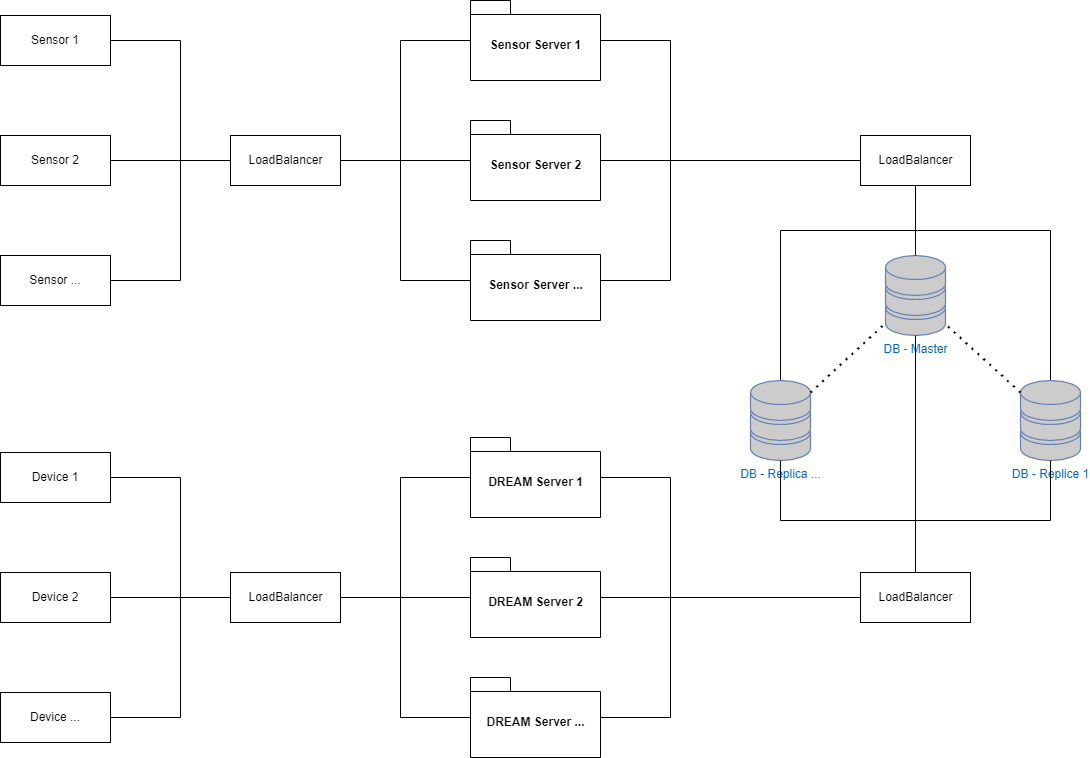 Sensor 1
Sensor Server 1
Sensor 2
LoadBalancer
Sensor Server 2
LoadBalancer
Sensor ...
Sensor Server ...
DB - Master
DB - Replica ...
DB - Replice 1
Device 1
DREAM Server 1
Device 2
LoadBalancer
DREAM Server 2
LoadBalancer
Device ...
DREAM Server ...